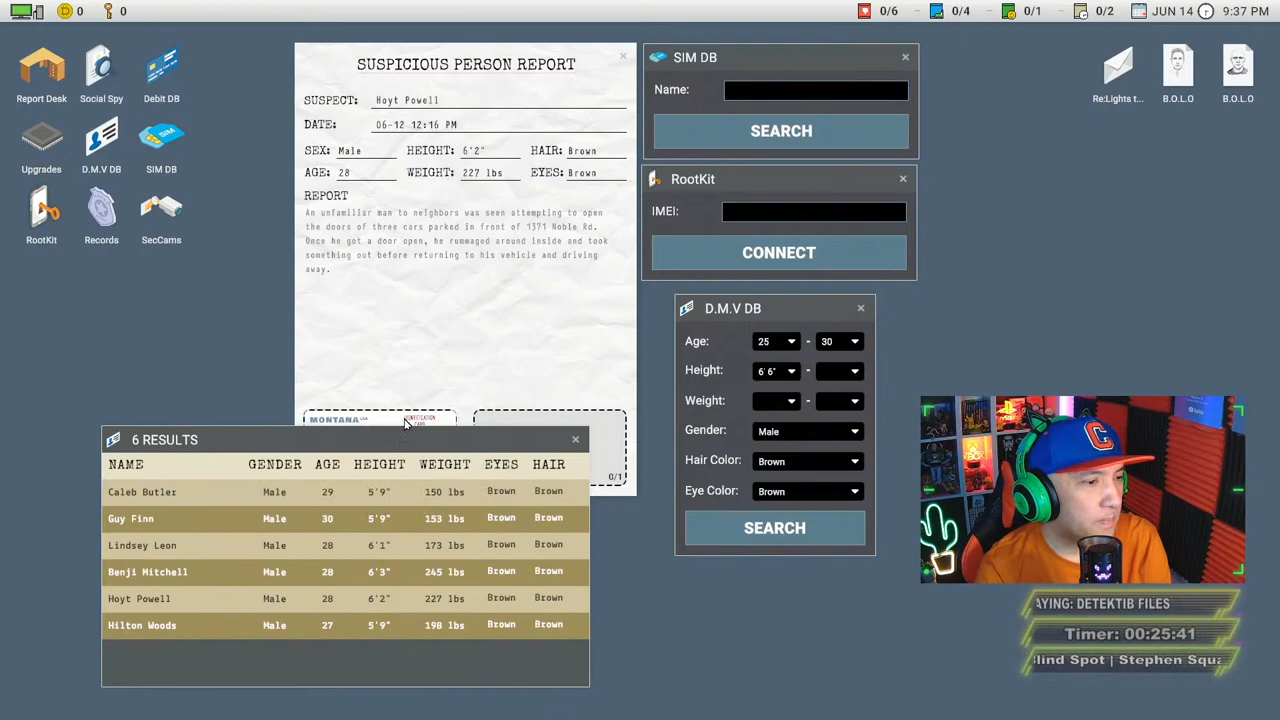 0
0
0/6
0/4
0/1
0/2
JUN 14
9:37 PM
Report Desk
Social Spy
Debit DB
Upgrades
D.M.V DB
SIM DB
RootKit
Records
SecCams
SUSPICIOUS PERSON REPORT
SUSPECT: Hoyt Powell
DATE: 06-12 12:16 PM
SEX: Male HEIGHT: 6'2" HAIR: Brown
AGE: 28 WEIGHT: 227 lbs EYES: Brown
REPORT
An unfamiliar man to neighbors was seen attempting to open
the doors of three cars parked in front of 1371 Noble Rd.
Once he got a door open, he rummaged around inside and took
something out before returning to his vehicle and driving
away.
MONTANA USA
IDENTIFICATION
CARD
0/1
SIM DB
Name:
SEARCH
RootKit
IMEI:
CONNECT
D.M.V DB
Age: 25 - 30
Height: 6' 6" -
Weight: -
Gender: Male
Hair Color: Brown
Eye Color: Brown
SEARCH
Re:Lights t...
B.O.L.O
B.O.L.O
6 RESULTS
NAME GENDER AGE HEIGHT WEIGHT EYES HAIR
Caleb Butler Male 29 5'9" 150 lbs Brown Brown
Guy Finn Male 30 5'9" 153 lbs Brown Brown
Lindsey Leon Male 28 6'1" 173 lbs Brown Brown
Benji Mitchell Male 28 6'3" 245 lbs Brown Brown
Hoyt Powell Male 28 6'2" 227 lbs Brown Brown
Hilton Woods Male 27 5'9" 198 lbs Brown Brown
C
AYING: DETEKTIB FILES
Timer: 00:25:41
lind Spot | Stephen Squa